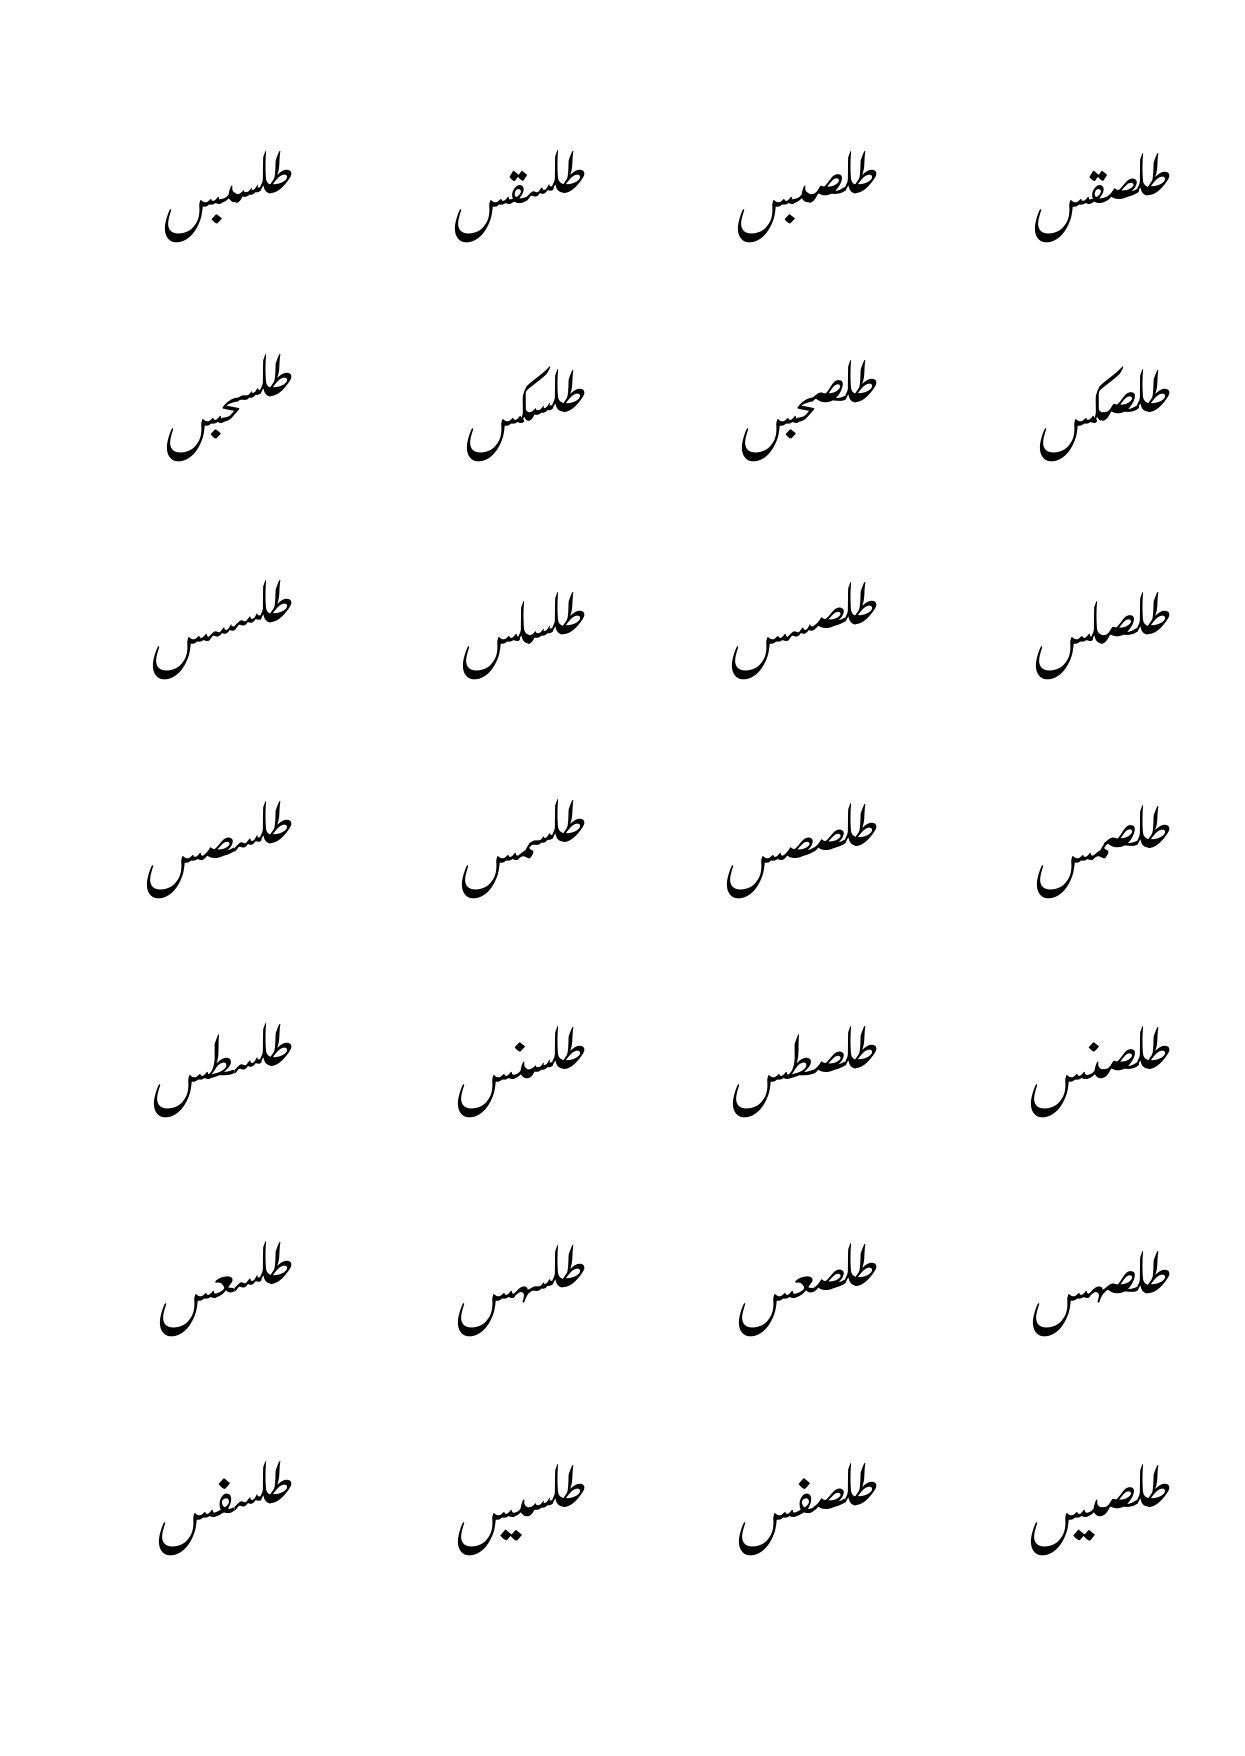 طلصقس طلصبس طلسقس طلسبس
طلصکس طلصجس طلسکس طلسجس
طلصلس طلصسس طلسلس طلسسس
طلصمس طلصصس طلسمس طلسصس
طلصنس طلصطس طلسنس طلسطس
طلصهس طلصعس طلسهس طلسعس
طلصیس طلصفس طلسیس طلسفس